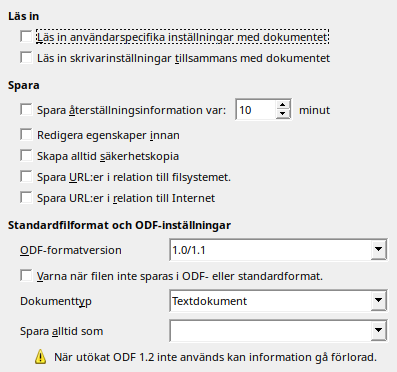 Läs in
Läs in användarspecifika inställningar med dokumentet
Läs in skrivarinställningar tillsammans med dokumentet
Spara
Spara återställningsinformation var: 10 minut
Redigera egenskaper innan
Skapa alltid säkerhetskopia
Spara URL:er i relation till filsystemet.
Spara URL:er i relation till Internet
Standardfilformat och ODF-inställningar
ODF-formatversion 1.0/1.1
Varna när filen inte sparas i ODF- eller standardformat.
Dokumenttyp Textdokument
Spara alltid som
När utökat ODF 1.2 inte används kan information gå förlorad.